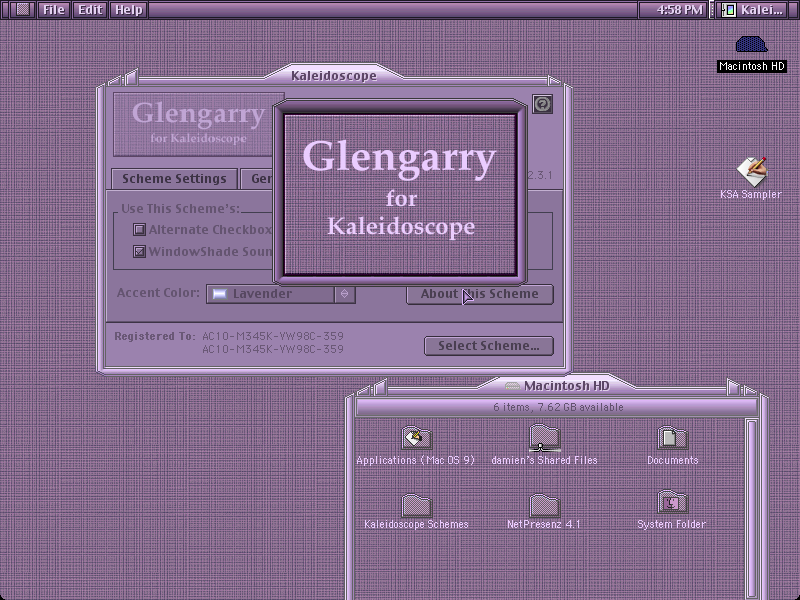 File Edit Help
4:58 PM
Kalei...
Macintosh HD
KSA Sampler
Kaleidoscope
Glengarry
for Kaleidoscope
2.3.1
Scheme Settings
Glengarry
for
Kaleidoscope
Use This Scheme's:
Alternate Checkbox
WindowShade Soun
Accent Color:
Lavender
About This Scheme
Registered To:
AC10-M345K-YW98C-359
AC10-M345K-YW98C-359
Select Scheme...
Macintosh HD
6 items, 7.62 GB available
Applications (Mac OS 9)
damien's Shared Files
Documents
Kaleidoscope Schemes
NetPresenz 4.1
System Folder